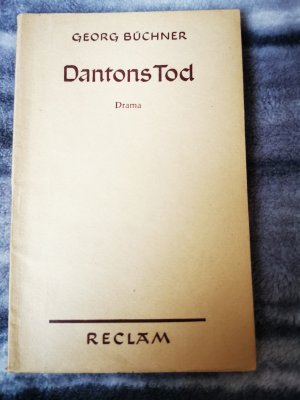 GEORG BÜCHNER
Dantons Tod
Drama
RECLAM